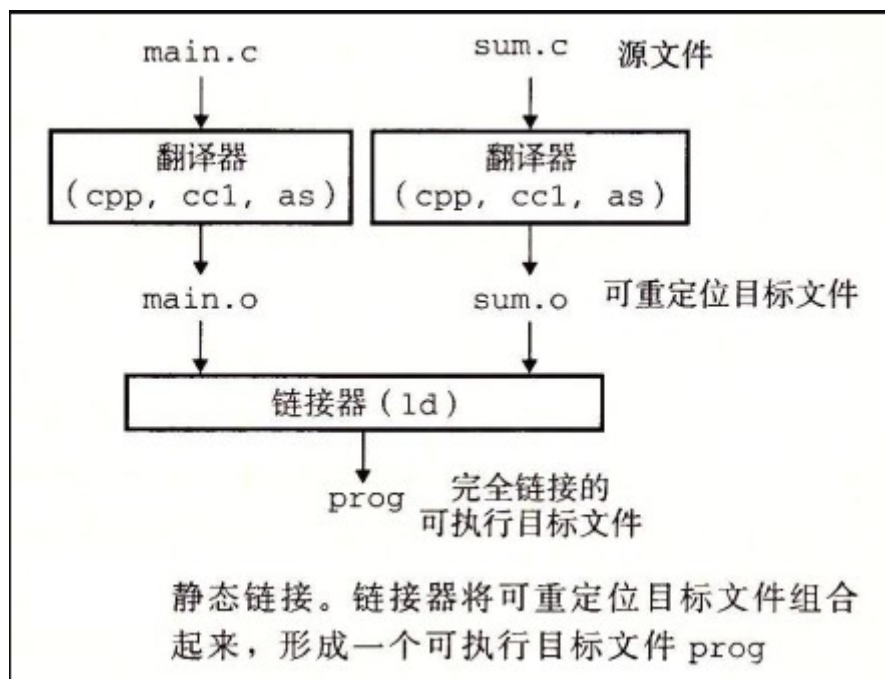 main.c
sum.c
源文件
翻译器
(cpp, cc1, as)
翻译器
(cpp, cc1, as)
main.o
sum.o
可重定位目标文件
链接器(ld)
prog
完全链接的
可执行目标文件
静态链接。链接器将可重定位目标文件组合
起来，形成一个可执行目标文件 prog